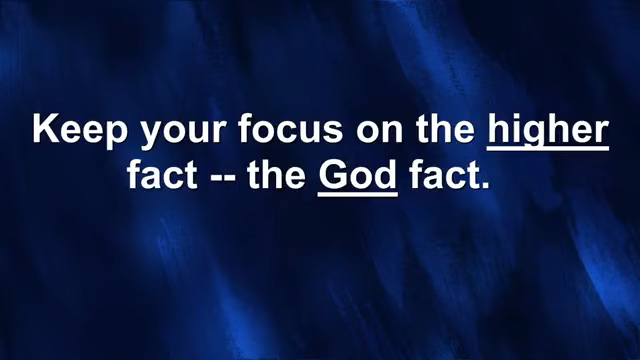 Keep your focus on the higher
fact -- the God fact.